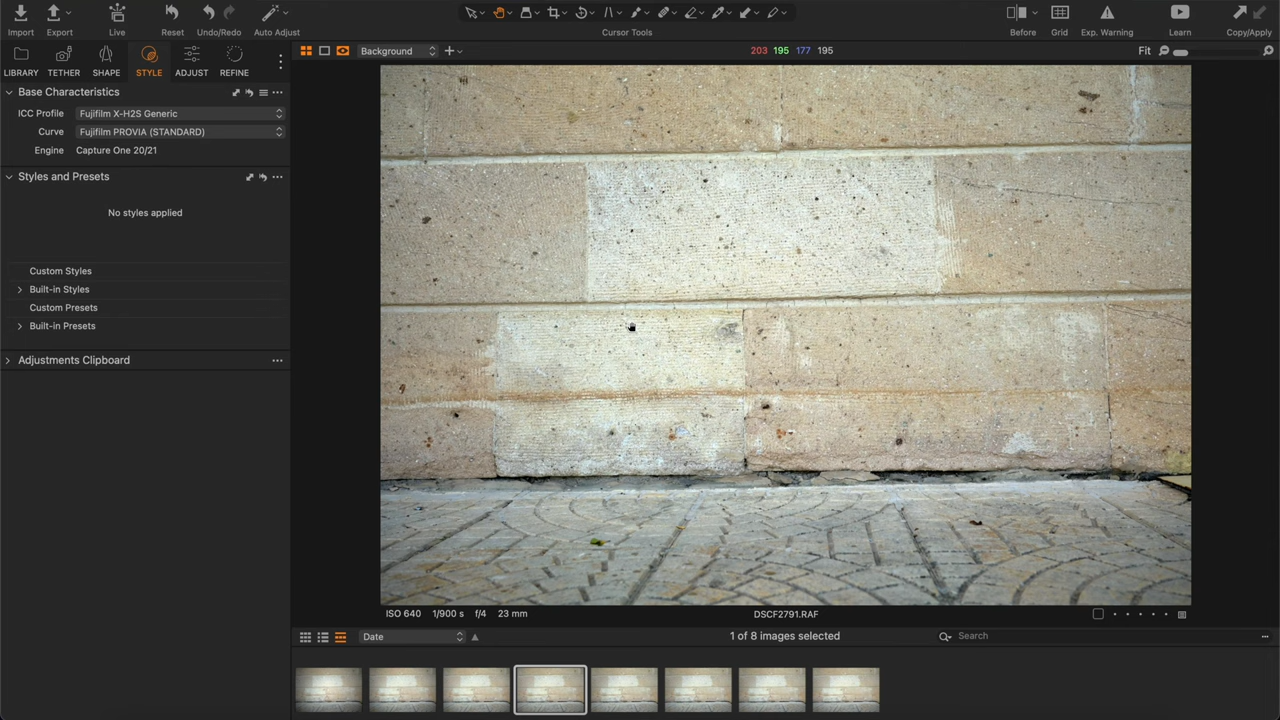 Import Export Live Reset Undo/Redo Auto Adjust Cursor Tools Before Grid Exp. Warning Learn Copy/Apply
LIBRARY TETHER SHAPE STYLE ADJUST REFINE
Background 203 195 177 195 Fit
Base Characteristics
ICC Profile Fujifilm X-H2S Generic
Curve Fujifilm PROVIA (STANDARD)
Engine Capture One 20/21
Styles and Presets
No styles applied
Custom Styles
Built-in Styles
Custom Presets
Built-in Presets
Adjustments Clipboard
ISO 640 1/900 s f/4 23 mm DSCF2791.RAF
Date 1 of 8 images selected Search